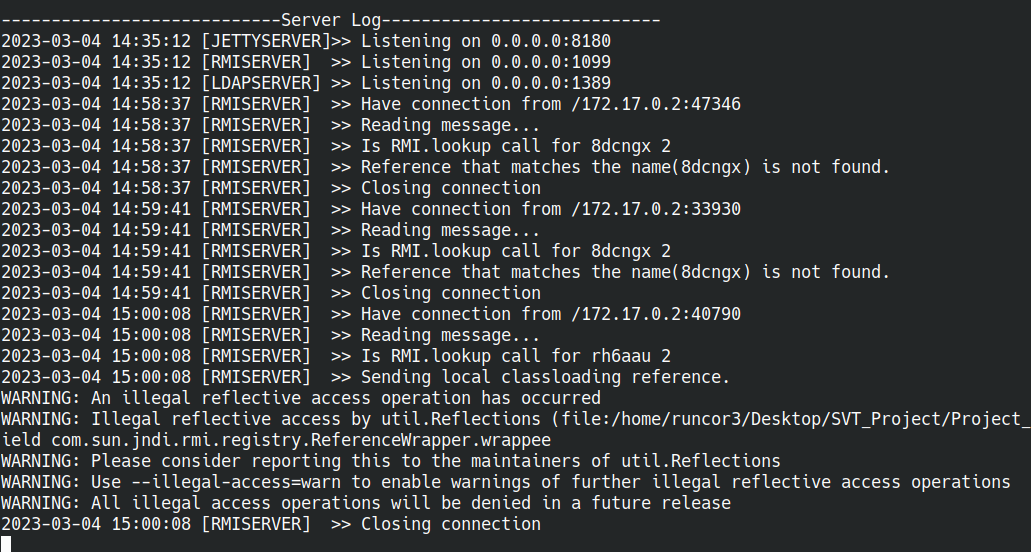 ----------------------------Server Log----------------------------
2023-03-04 14:35:12 [JETTYSERVER]>> Listening on 0.0.0.0:8180
2023-03-04 14:35:12 [RMISERVER]  >> Listening on 0.0.0.0:1099
2023-03-04 14:35:12 [LDAPSERVER] >> Listening on 0.0.0.0:1389
2023-03-04 14:58:37 [RMISERVER]  >> Have connection from /172.17.0.2:47346
2023-03-04 14:58:37 [RMISERVER]  >> Reading message...
2023-03-04 14:58:37 [RMISERVER]  >> Is RMI.lookup call for 8dcngx 2
2023-03-04 14:58:37 [RMISERVER]  >> Reference that matches the name(8dcngx) is not found.
2023-03-04 14:58:37 [RMISERVER]  >> Closing connection
2023-03-04 14:59:41 [RMISERVER]  >> Have connection from /172.17.0.2:33930
2023-03-04 14:59:41 [RMISERVER]  >> Reading message...
2023-03-04 14:59:41 [RMISERVER]  >> Is RMI.lookup call for 8dcngx 2
2023-03-04 14:59:41 [RMISERVER]  >> Reference that matches the name(8dcngx) is not found.
2023-03-04 14:59:41 [RMISERVER]  >> Closing connection
2023-03-04 15:00:08 [RMISERVER]  >> Have connection from /172.17.0.2:40790
2023-03-04 15:00:08 [RMISERVER]  >> Reading message...
2023-03-04 15:00:08 [RMISERVER]  >> Is RMI.lookup call for rh6aau 2
2023-03-04 15:00:08 [RMISERVER]  >> Sending local classloading reference.
WARNING: An illegal reflective access operation has occurred
WARNING: Illegal reflective access by util.Reflections (file:/home/runcor3/Desktop/SVT_Project/Project_
ield com.sun.jndi.rmi.registry.ReferenceWrapper.wrappee
WARNING: Please consider reporting this to the maintainers of util.Reflections
WARNING: Use --illegal-access=warn to enable warnings of further illegal reflective access operations
WARNING: All illegal access operations will be denied in a future release
2023-03-04 15:00:08 [RMISERVER]  >> Closing connection